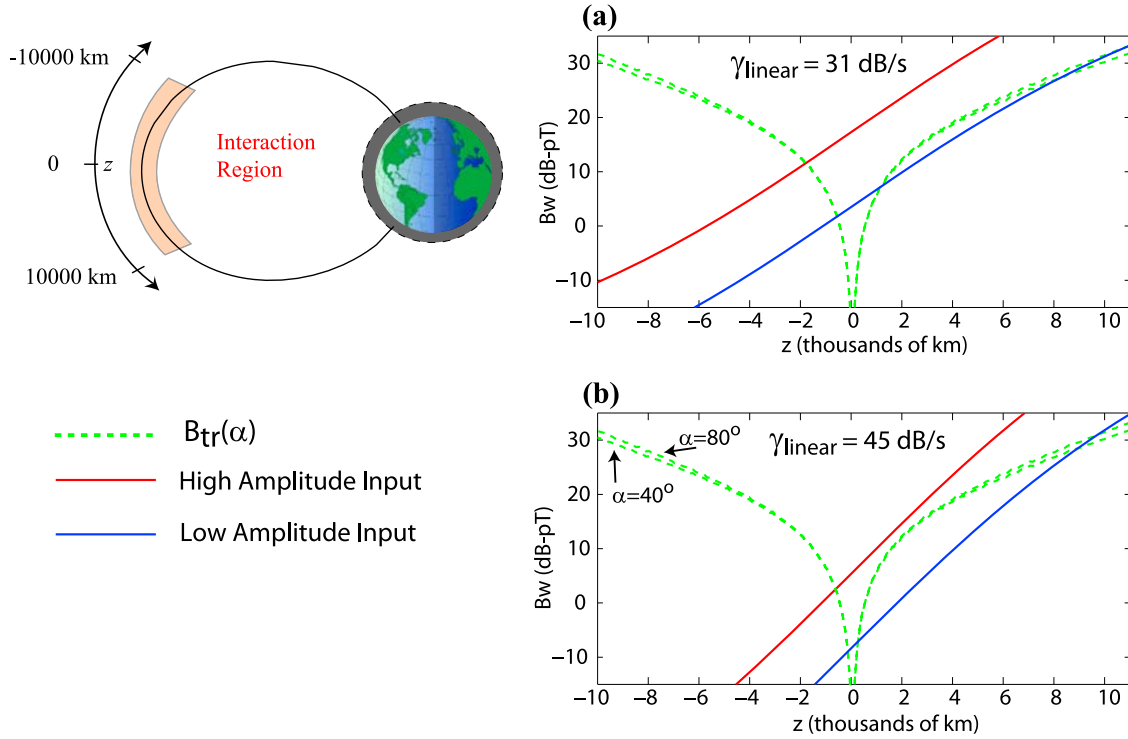 -10000 km
0
z
10000 km
Interaction
Region
(a)
γlinear = 31 dB/s
Bw (dB-pT)
30
20
10
0
−10
−10 −8 −6 −4 −2 0 2 4 6 8 10
z (thousands of km)
Btr(α)
High Amplitude Input
Low Amplitude Input
(b)
α=80°
α=40°
γlinear = 45 dB/s
Bw (dB-pT)
30
20
10
0
−10
−10 −8 −6 −4 −2 0 2 4 6 8 10
z (thousands of km)